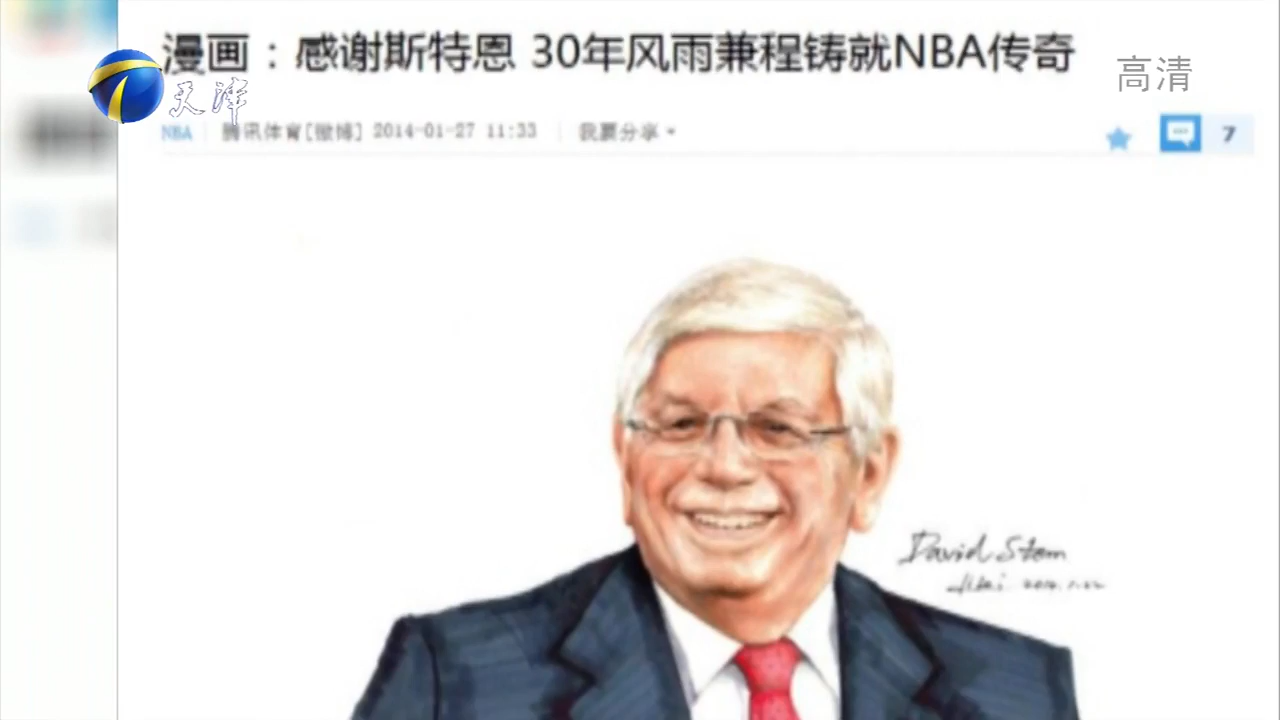 漫画：感谢斯特恩 30年风雨兼程铸就NBA传奇
高清
天津
NBA 腾讯体育[微博] 2014-01-27 11:33 我要分享
7
David Stern